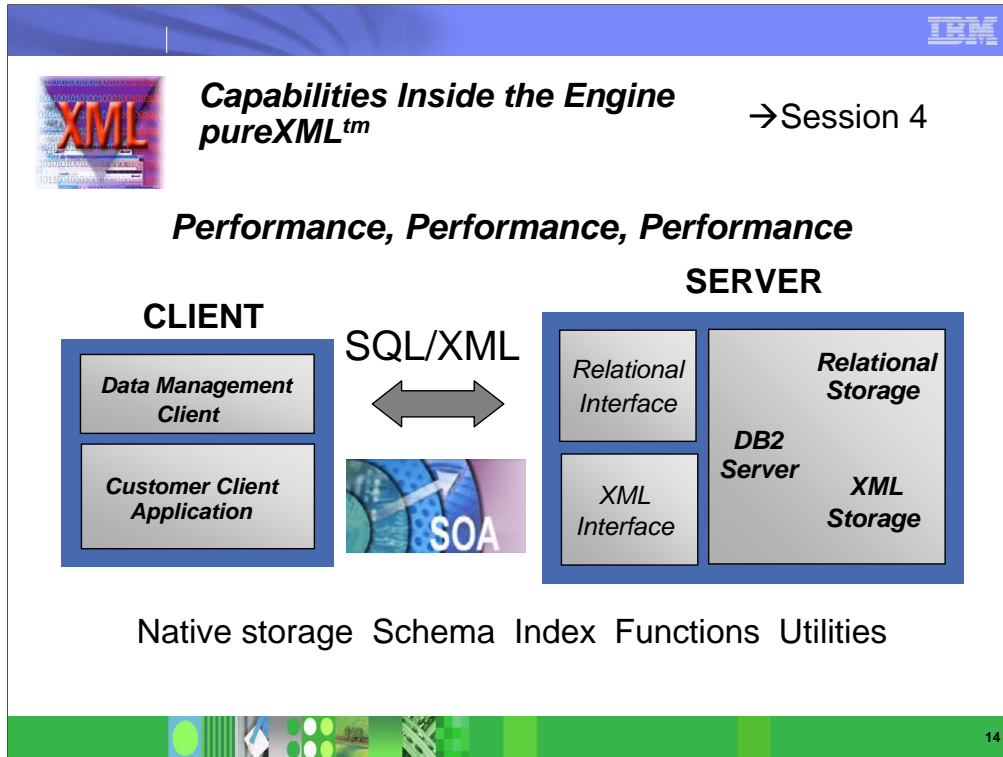 IBM
XML
Capabilities Inside the Engine
pureXMLtm
→Session 4
Performance, Performance, Performance
CLIENT
Data Management
Client
Customer Client
Application
SQL/XML
SOA
SERVER
Relational
Interface
XML
Interface
DB2
Server
Relational
Storage
XML
Storage
Native storage Schema Index Functions Utilities
14